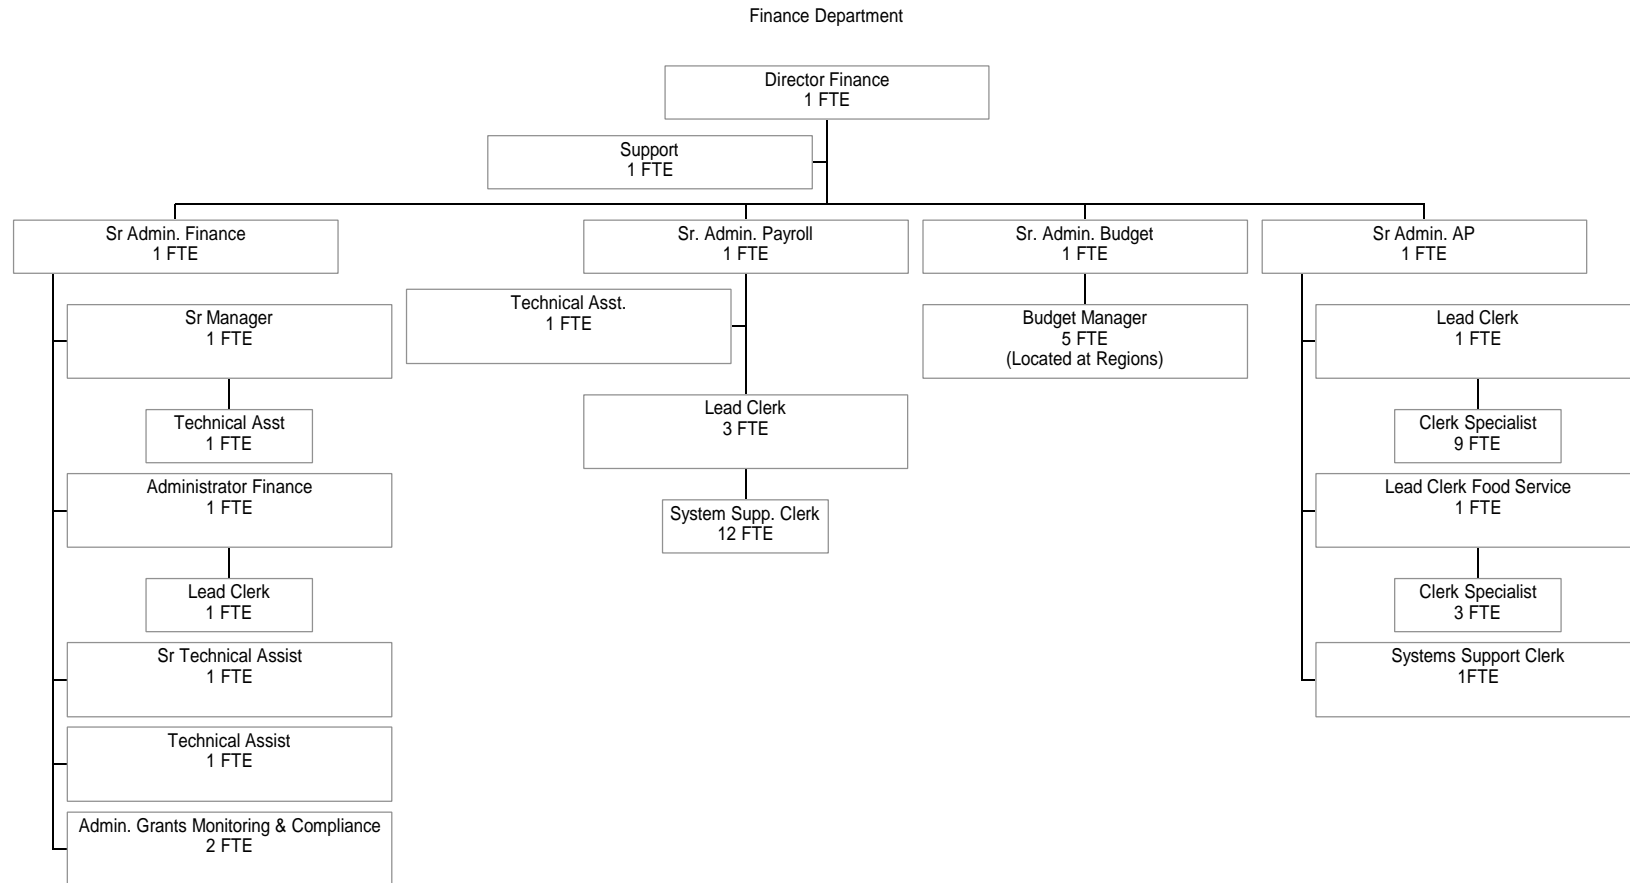 Finance Department
Director Finance
1 FTE
Support
1 FTE
Sr Admin. Finance
1 FTE
Sr. Admin. Payroll
1 FTE
Sr. Admin. Budget
1 FTE
Sr Admin. AP
1 FTE
Sr Manager
1 FTE
Technical Asst
1 FTE
Administrator Finance
1 FTE
Lead Clerk
1 FTE
Sr Technical Assist
1 FTE
Technical Assist
1 FTE
Admin. Grants Monitoring & Compliance
2 FTE
Technical Asst.
1 FTE
Lead Clerk
3 FTE
System Supp. Clerk
12 FTE
Budget Manager
5 FTE
(Located at Regions)
Lead Clerk
1 FTE
Clerk Specialist
9 FTE
Lead Clerk Food Service
1 FTE
Clerk Specialist
3 FTE
Systems Support Clerk
1FTE